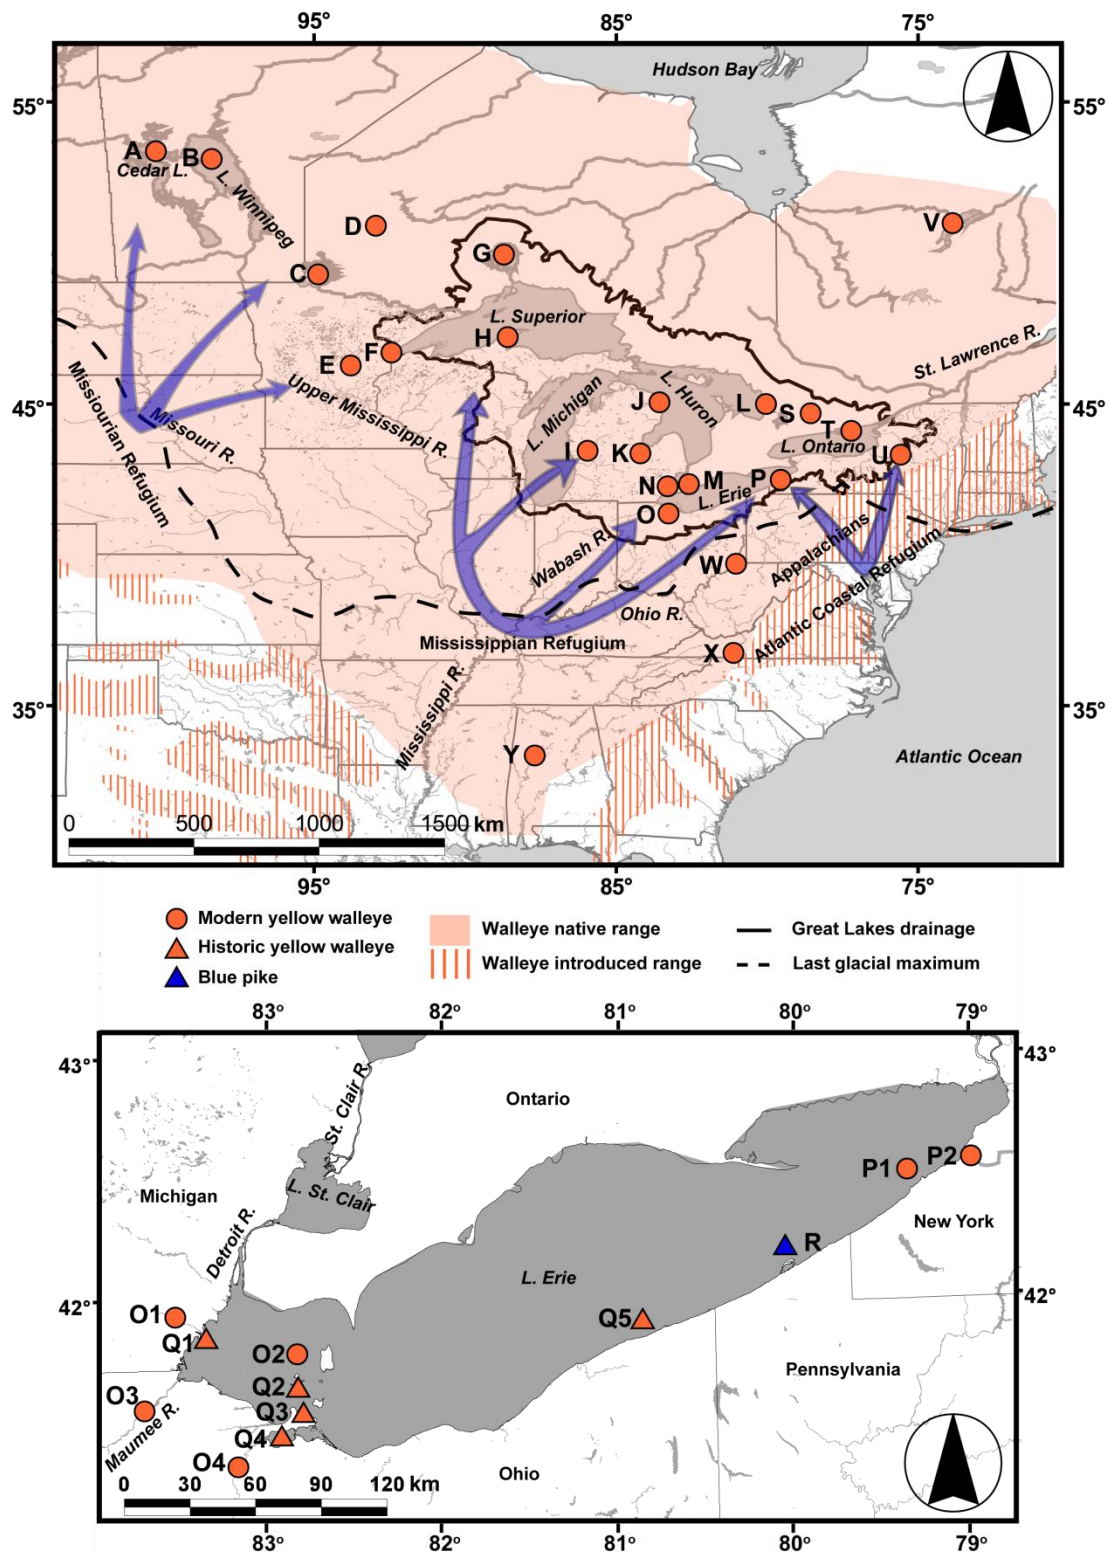 95° 85° 75°
Hudson Bay
55° 55°
A B
Cedar L.
L. Winnipeg
D
V
C
G
L. Superior
H
St. Lawrence R.
E F
Upper Mississippi R.
L. Michigan
L. Huron
J
L S
T
45° 45°
Missouri R.
Missourian Refugium
I K
L. Ontario
U
N M P
L. Erie
O
Wabash R.
W
Appalachians
Ohio R.
Atlantic Coastal Refugium
Mississippian Refugium
X
Mississippi R.
35° 35°
Y
Atlantic Ocean
0 500 1000 1500 km
95° 85° 75°
Modern yellow walleye
Historic yellow walleye
Blue pike
Walleye native range
Walleye introduced range
Great Lakes drainage
Last glacial maximum
83° 82° 81° 80° 79°
43° 43°
St. Clair R.
Ontario
P1 P2
L. St. Clair
Michigan
New York
Detroit R.
R
L. Erie
42° 42°
O1
Q1
Q5
O2
Q2
Pennsylvania
O3
Q3
Maumee R.
Q4
O4
Ohio
0 30 60 90 120 km
83° 82° 81° 80° 79°